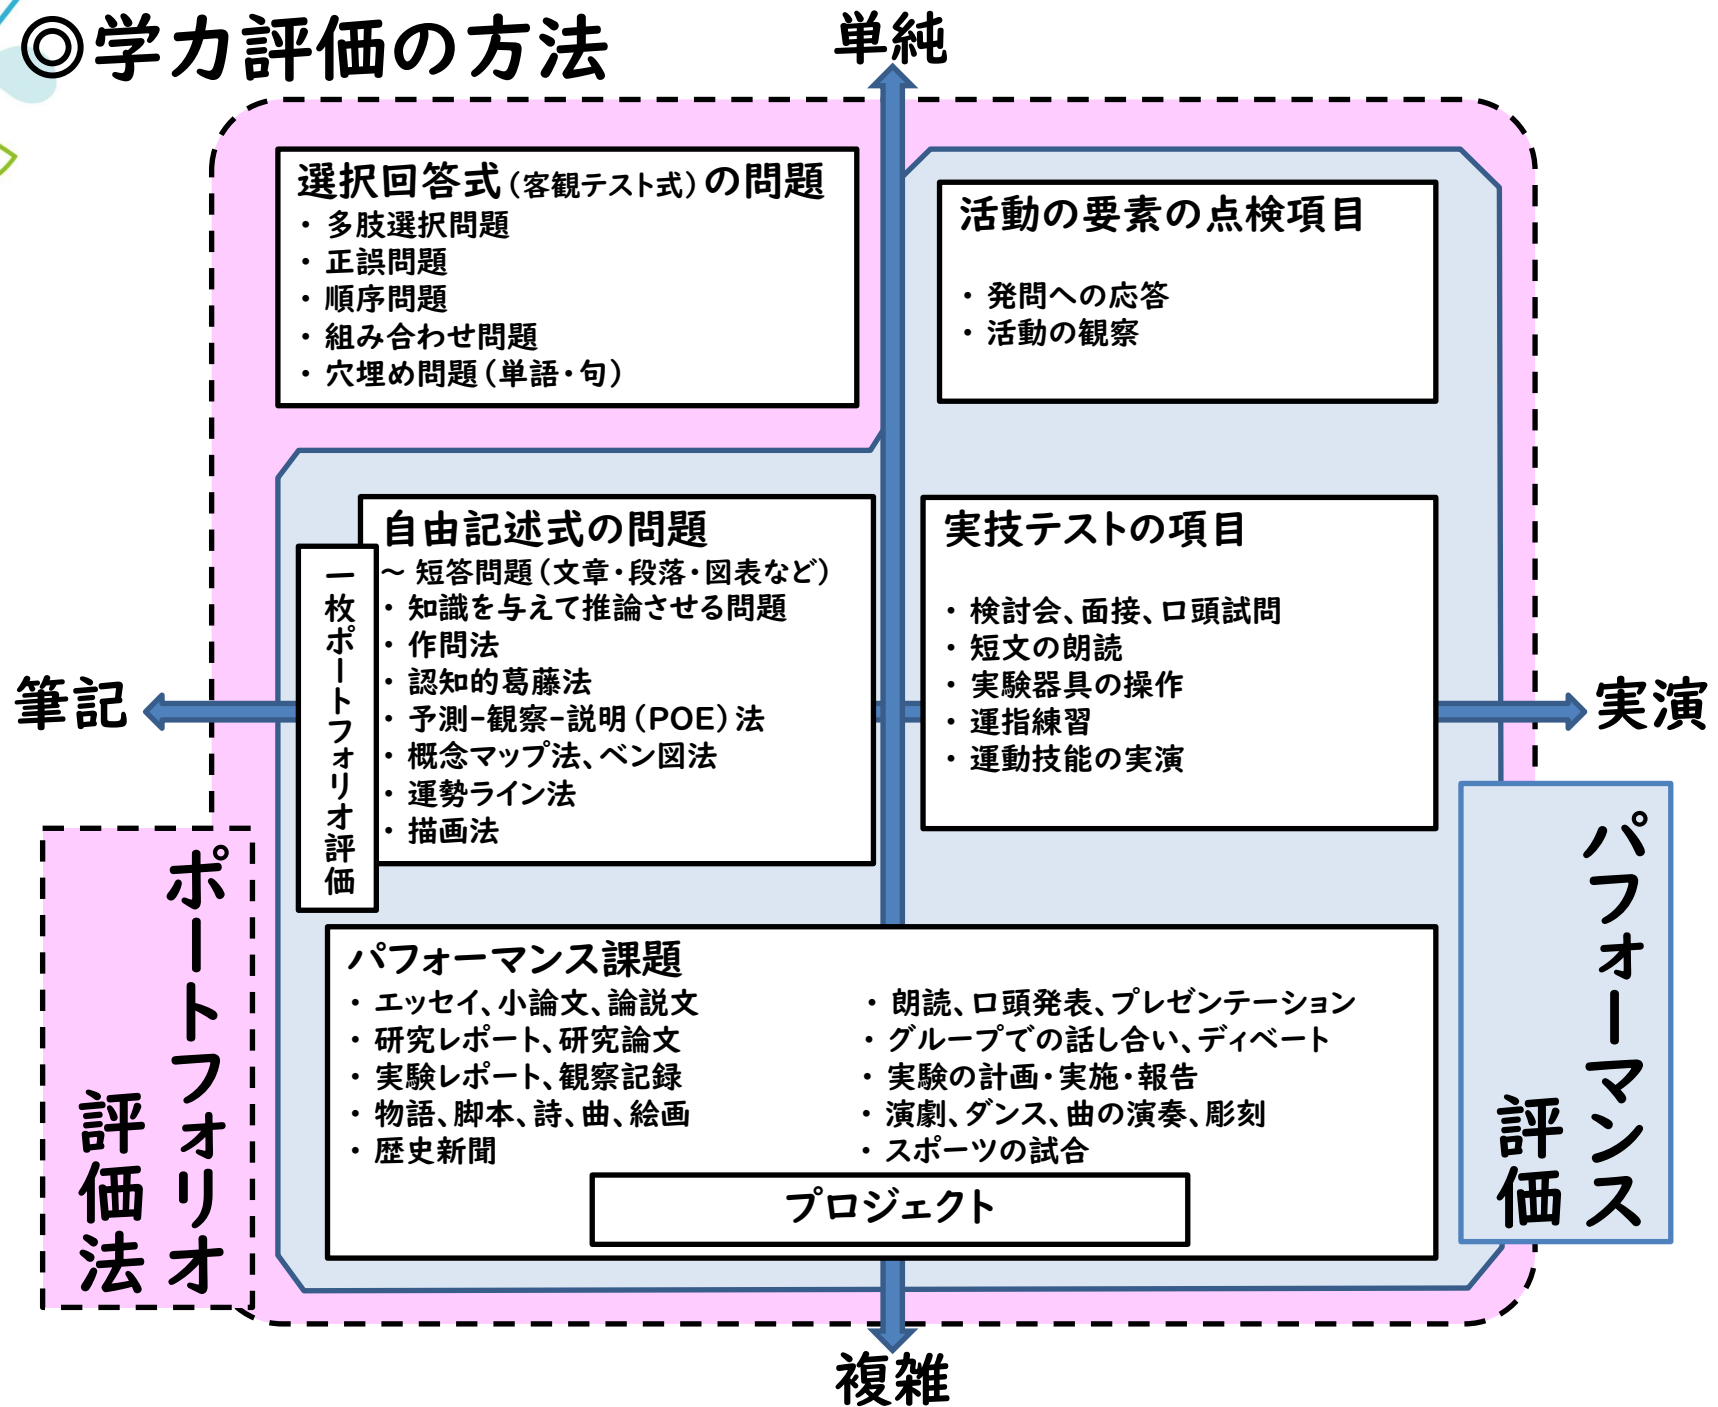 ◎学力評価の方法
単純
選択回答式(客観テスト式)の問題
・多肢選択問題
・正誤問題
・順序問題
・組み合わせ問題
・穴埋め問題(単語・句)
活動の要素の点検項目
・発問への応答
・活動の観察
自由記述式の問題
～ 短答問題(文章・段落・図表など)
・知識を与えて推論させる問題
・作問法
・認知的葛藤法
・予測-観察-説明(POE)法
・概念マップ法、ベン図法
・運勢ライン法
・描画法
一枚ポートフォリオ評価
実技テストの項目
・検討会、面接、口頭試問
・短文の朗読
・実験器具の操作
・運指練習
・運動技能の実演
筆記
実演
パフォーマンス課題
・エッセイ、小論文、論説文
・研究レポート、研究論文
・実験レポート、観察記録
・物語、脚本、詩、曲、絵画
・歴史新聞
・朗読、口頭発表、プレゼンテーション
・グループでの話し合い、ディベート
・実験の計画・実施・報告
・演劇、ダンス、曲の演奏、彫刻
・スポーツの試合
プロジェクト
ポートフォリオ
評価法
パフォーマンス
評価
複雑